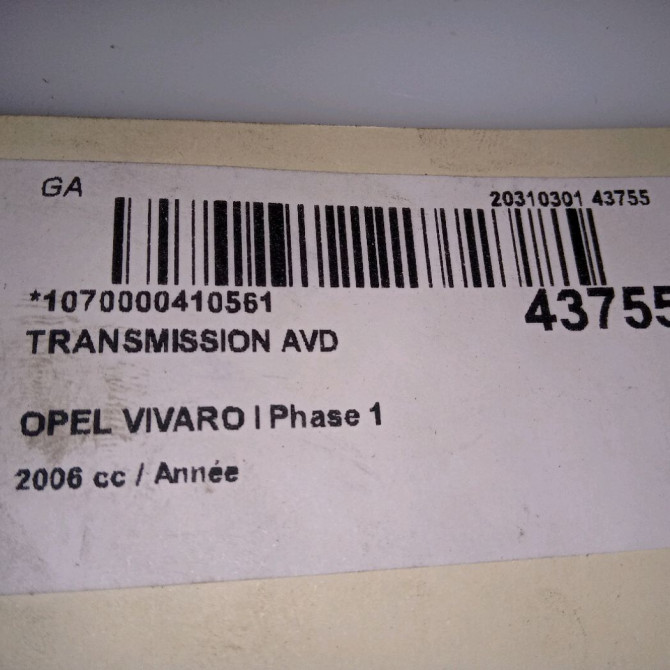 GA
20310301 43755
*1070000410561
43755
TRANSMISSION AVD
OPEL VIVARO I Phase 1
2006 cc / Année